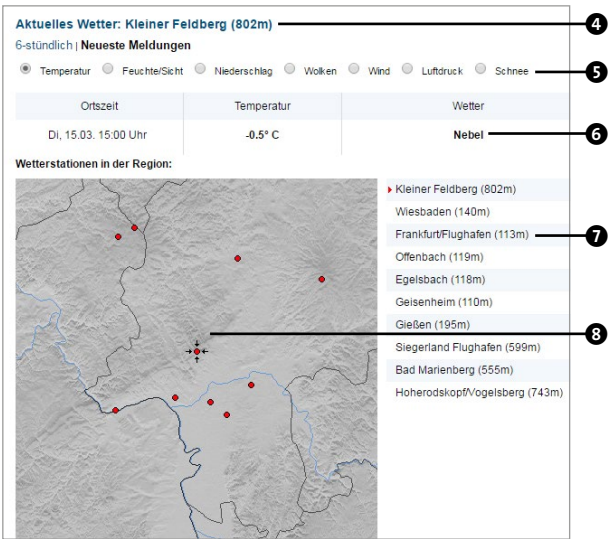 Aktuelles Wetter: Kleiner Feldberg (802m) 4
6-stündlich | Neueste Meldungen
Temperatur Feuchte/Sicht Niederschlag Wolken Wind Luftdruck Schnee 5
Ortszeit Temperatur Wetter
Di, 15.03. 15:00 Uhr -0.5° C Nebel 6
Wetterstationen in der Region:
Kleiner Feldberg (802m)
Wiesbaden (140m)
Frankfurt/Flughafen (113m) 7
Offenbach (119m)
Egelsbach (118m)
Geisenheim (110m)
Gießen (195m)
8
Siegerland Flughafen (599m)
Bad Marienberg (555m)
Hoherodskopf/Vogelsberg (743m)